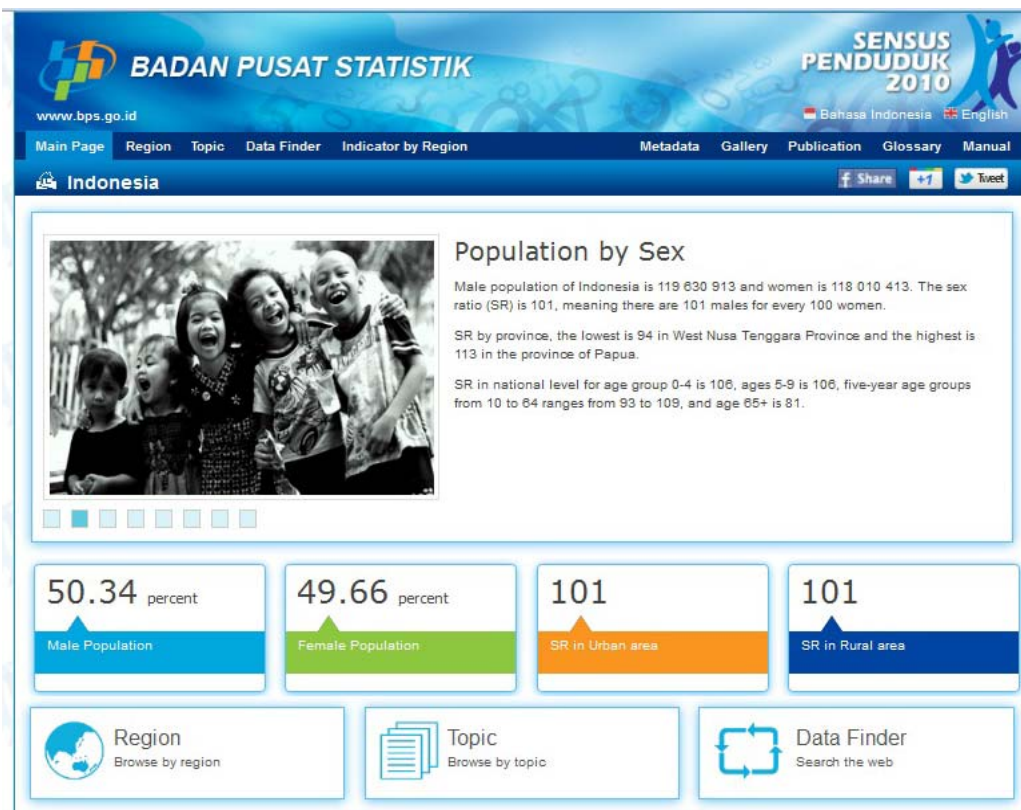 BADAN PUSAT STATISTIK
SENSUS
PENDUDUK
2010
www.bps.go.id
Bahasa Indonesia English
Main Page Region Topic Data Finder Indicator by Region Metadata Gallery Publication Glossary Manual
Indonesia
f Share +1 Tweet
Population by Sex
Male population of Indonesia is 119 630 913 and women is 118 010 413. The sex
ratio (SR) is 101, meaning there are 101 males for every 100 women.
SR by province, the lowest is 94 in West Nusa Tenggara Province and the highest is
113 in the province of Papua.
SR in national level for age group 0-4 is 106, ages 5-9 is 106, five-year age groups
from 10 to 64 ranges from 93 to 109, and age 65+ is 81.
50.34 percent
Male Population
49.66 percent
Female Population
101
SR in Urban area
101
SR in Rural area
Region
Browse by region
Topic
Browse by topic
Data Finder
Search the web